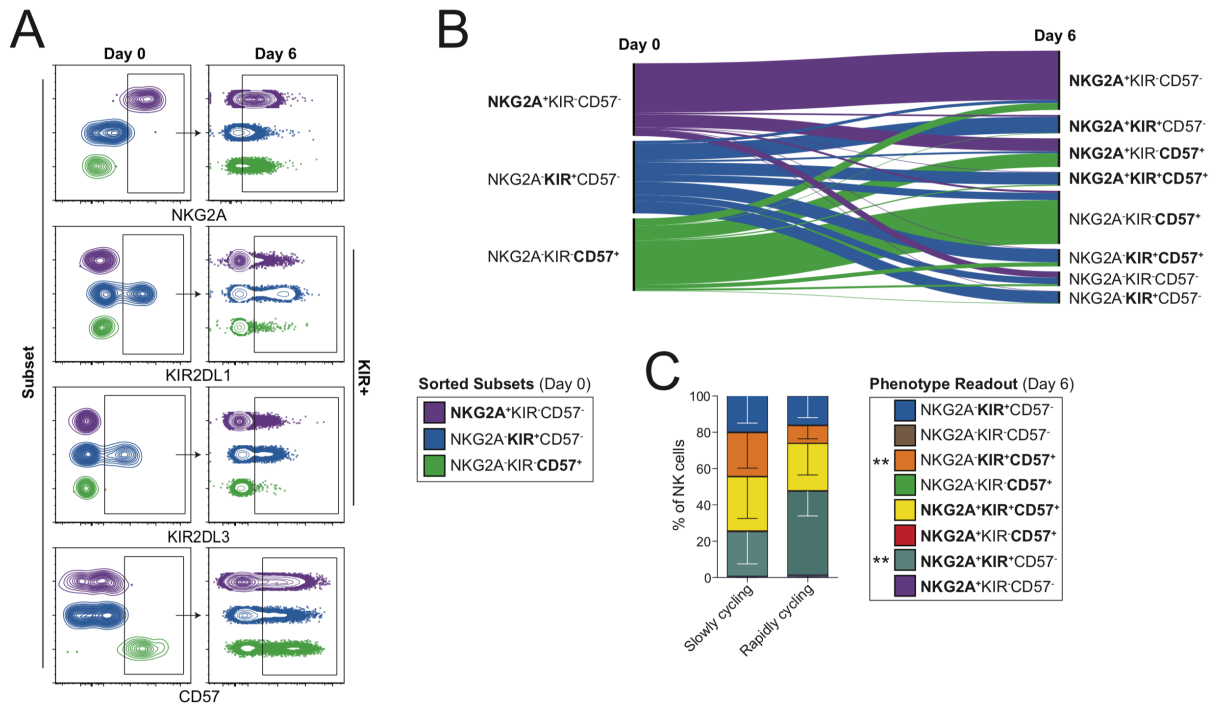 A
Day 0
Day 6
Subset
NKG2A
KIR2DL1
KIR2DL3
CD57
KIR+
B
Day 0
Day 6
NKG2A⁺KIR⁻CD57⁻
NKG2A⁻KIR⁺CD57⁻
NKG2A⁻KIR⁻CD57⁺
NKG2A⁺KIR⁻CD57⁻
NKG2A⁺KIR⁺CD57⁻
NKG2A⁺KIR⁻CD57⁺
NKG2A⁺KIR⁺CD57⁺
NKG2A⁻KIR⁻CD57⁺
NKG2A⁻KIR⁺CD57⁺
NKG2A⁻KIR⁻CD57⁻
NKG2A⁻KIR⁺CD57⁻
Sorted Subsets (Day 0)
NKG2A⁺KIR⁻CD57⁻
NKG2A⁻KIR⁺CD57⁻
NKG2A⁻KIR⁻CD57⁺
C
% of NK cells
100
80
60
40
20
0
Slowly cycling
Rapidly cycling
Phenotype Readout (Day 6)
NKG2A⁻KIR⁺CD57⁻
NKG2A⁻KIR⁻CD57⁻
** NKG2A⁻KIR⁺CD57⁺
NKG2A⁻KIR⁻CD57⁺
NKG2A⁺KIR⁺CD57⁺
NKG2A⁺KIR⁻CD57⁺
** NKG2A⁺KIR⁺CD57⁻
NKG2A⁺KIR⁻CD57⁻